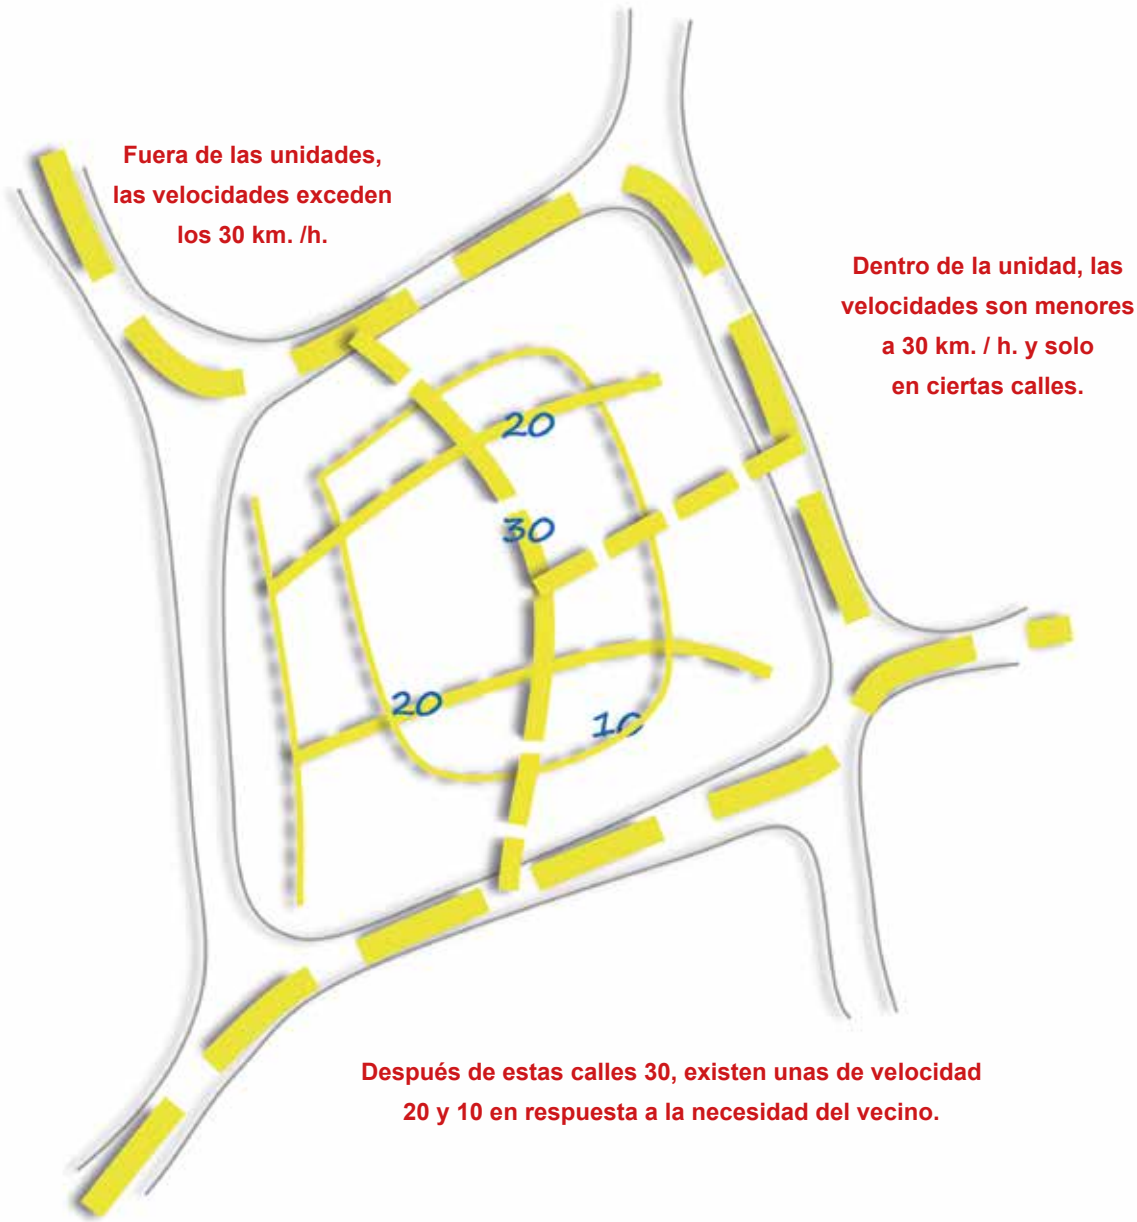 Fuera de las unidades,
las velocidades exceden
los 30 km. /h.
Dentro de la unidad, las
velocidades son menores
a 30 km. / h. y solo
en ciertas calles.
20
30
20
10
Después de estas calles 30, existen unas de velocidad
20 y 10 en respuesta a la necesidad del vecino.